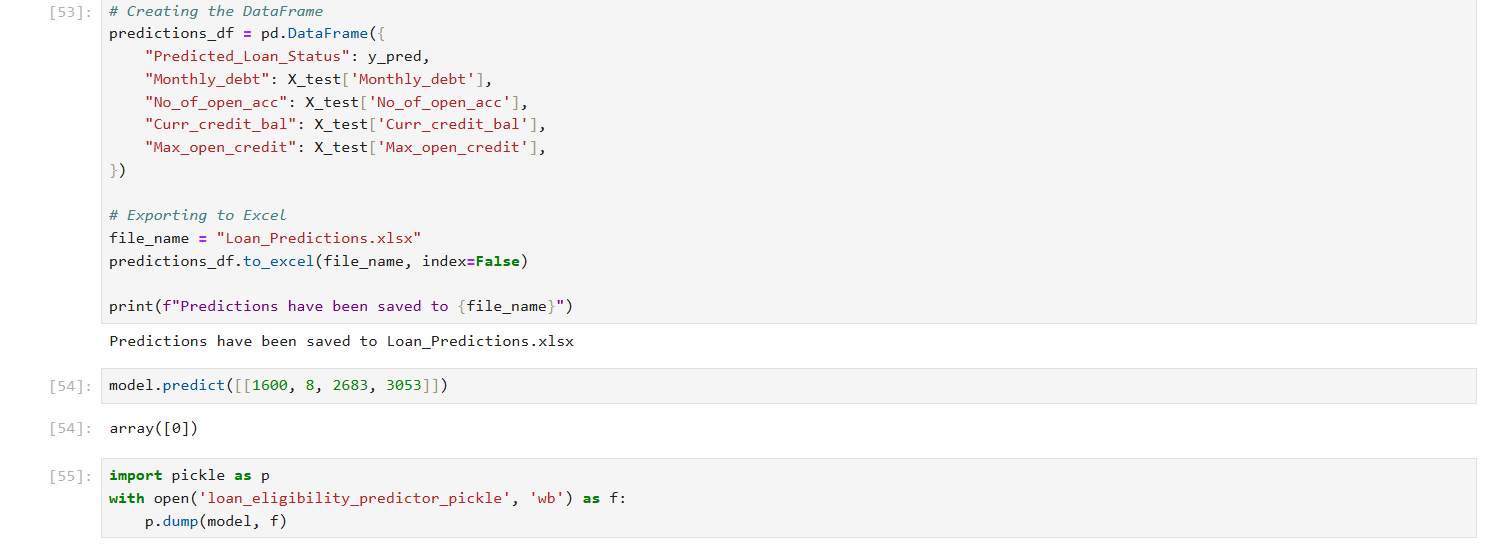 [53]: # Creating the DataFrame
predictions_df = pd.DataFrame({
    "Predicted_Loan_Status": y_pred,
    "Monthly_debt": X_test['Monthly_debt'],
    "No_of_open_acc": X_test['No_of_open_acc'],
    "Curr_credit_bal": X_test['Curr_credit_bal'],
    "Max_open_credit": X_test['Max_open_credit'],
})
# Exporting to Excel
file_name = "Loan_Predictions.xlsx"
predictions_df.to_excel(file_name, index=False)
print(f"Predictions have been saved to {file_name}")
Predictions have been saved to Loan_Predictions.xlsx
[54]: model.predict([[1600, 8, 2683, 3053]])
[54]: array([0])
[55]: import pickle as p
with open('loan_eligibility_predictor_pickle', 'wb') as f:
    p.dump(model, f)